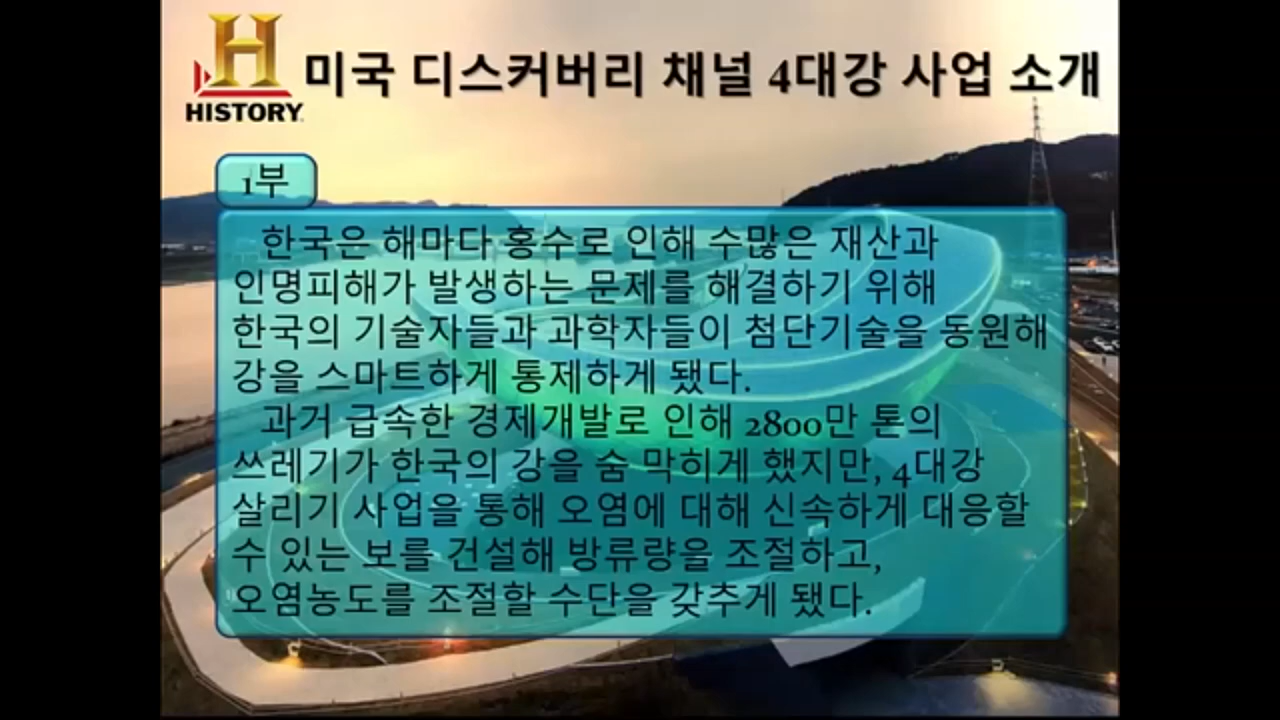 H
HISTORY
미국 디스커버리 채널 4대강 사업 소개
1부
한국은 해마다 홍수로 인해 수많은 재산과
인명피해가 발생하는 문제를 해결하기 위해
한국의 기술자들과 과학자들이 첨단기술을 동원해
강을 스마트하게 통제하게 됐다.
과거 급속한 경제개발로 인해 2800만 톤의
쓰레기가 한국의 강을 숨 막히게 했지만, 4대강
살리기 사업을 통해 오염에 대해 신속하게 대응할
수 있는 보를 건설해 방류량을 조절하고,
오염농도를 조절할 수단을 갖추게 됐다.